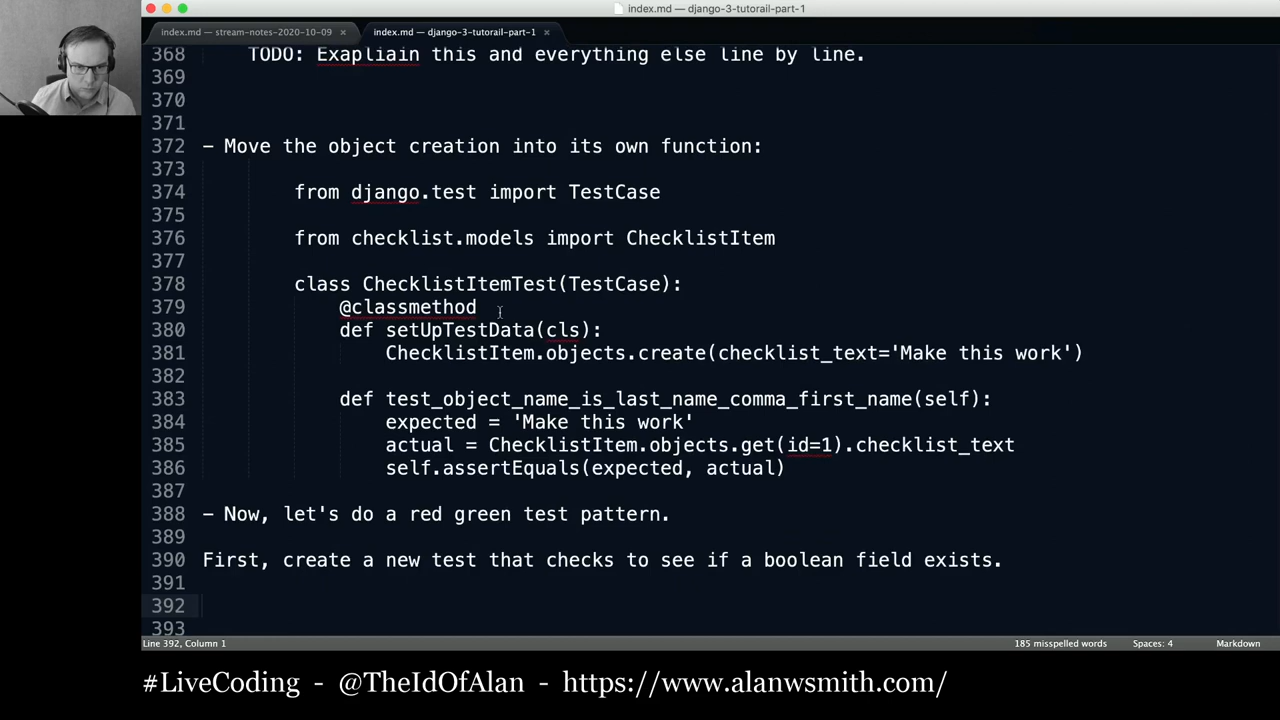 index.md — django-3-tutorail-part-1
index.md — stream-notes-2020-10-09 ×
index.md — django-3-tutorail-part-1 ×
368 TODO: Exapliain this and everything else line by line.
369
370
371
372 - Move the object creation into its own function:
373
374 from django.test import TestCase
375
376 from checklist.models import ChecklistItem
377
378 class ChecklistItemTest(TestCase):
379 @classmethod
380 def setUpTestData(cls):
381 ChecklistItem.objects.create(checklist_text='Make this work')
382
383 def test_object_name_is_last_name_comma_first_name(self):
384 expected = 'Make this work'
385 actual = ChecklistItem.objects.get(id=1).checklist_text
386 self.assertEquals(expected, actual)
387
388 - Now, let's do a red green test pattern.
389
390 First, create a new test that checks to see if a boolean field exists.
391
392
393
Line 392, Column 1 185 misspelled words Spaces: 4 Markdown
#LiveCoding - @TheIdOfAlan - https://www.alanwsmith.com/